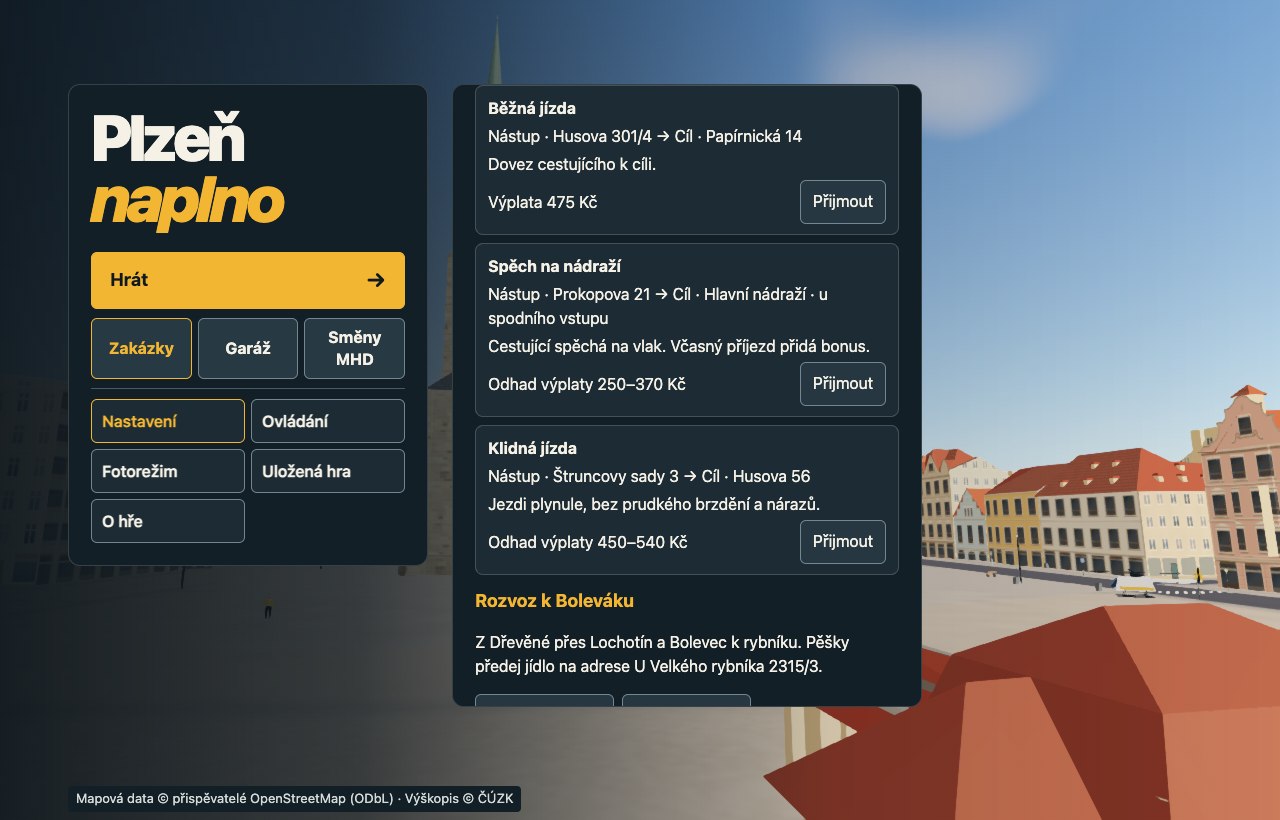 Plzeň
naplno
Hrát →
Zakázky
Garáž
Směny
MHD
Nastavení
Ovládání
Fotorežim
Uložená hra
O hře
Běžná jízda
Nástup · Husova 301/4 → Cíl · Papírnická 14
Dovez cestujícího k cíli.
Výplata 475 Kč
Přijmout
Spěch na nádraží
Nástup · Prokopova 21 → Cíl · Hlavní nádraží · u
spodního vstupu
Cestující spěchá na vlak. Včasný příjezd přidá bonus.
Odhad výplaty 250–370 Kč
Přijmout
Klidná jízda
Nástup · Štruncovy sady 3 → Cíl · Husova 56
Jezdi plynule, bez prudkého brzdění a nárazů.
Odhad výplaty 450–540 Kč
Přijmout
Rozvoz k Boleváku
Z Dřevěné přes Lochotín a Bolevec k rybníku. Pěšky
předej jídlo na adrese U Velkého rybníka 2315/3.
Mapová data © přispěvatelé OpenStreetMap (ODbL) · Výškopis © ČÚZK